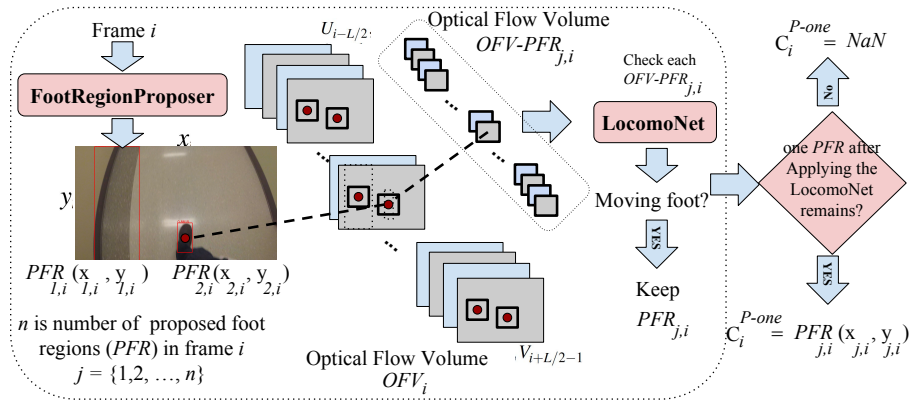 Frame i
FootRegionProposer
x
y
PFR1,i (x1,i , y1,i)
PFR2,i (x2,i , y2,i)
n is number of proposed foot
regions (PFR) in frame i
j = {1,2, …, n}
Ui−L/2
...
...
Vi+L/2−1
Optical Flow Volume
OFVi
Optical Flow Volume
OFV-PFRj,i
...
...
Check each
OFV-PFRj,i
LocomoNet
Moving foot?
YES
Keep
PFRj,i
CiP-one = NaN
No
one PFR after
Applying the
LocomoNet
remains?
YES
CiP-one = PFRj,i (xj,i , yj,i)